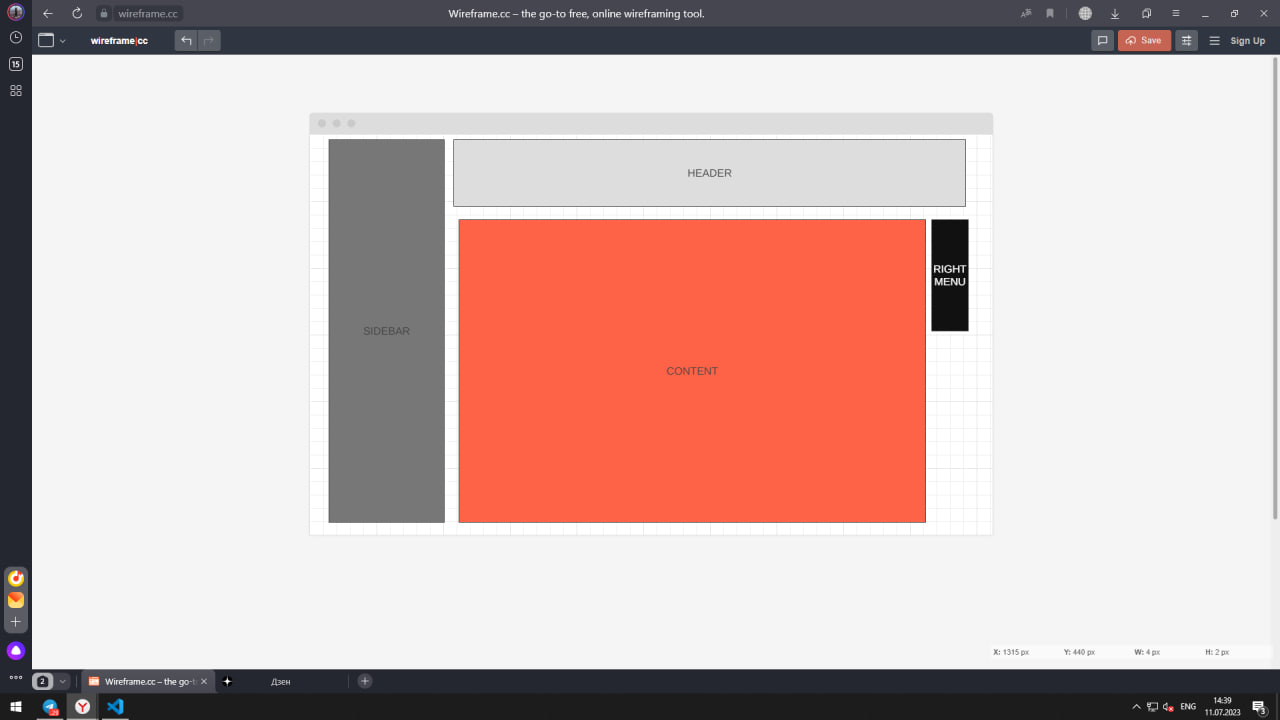 wireframe.cc
Wireframe.cc – the go-to free, online wireframing tool.
15
wireframe|cc
Save
Sign Up
HEADER
SIDEBAR
CONTENT
RIGHT
MENU
X: 1315 px
Y: 440 px
W: 4 px
H: 2 px
2
Wireframe.cc – the go-to
Дзен
ENG
14:39
11.07.2023
3